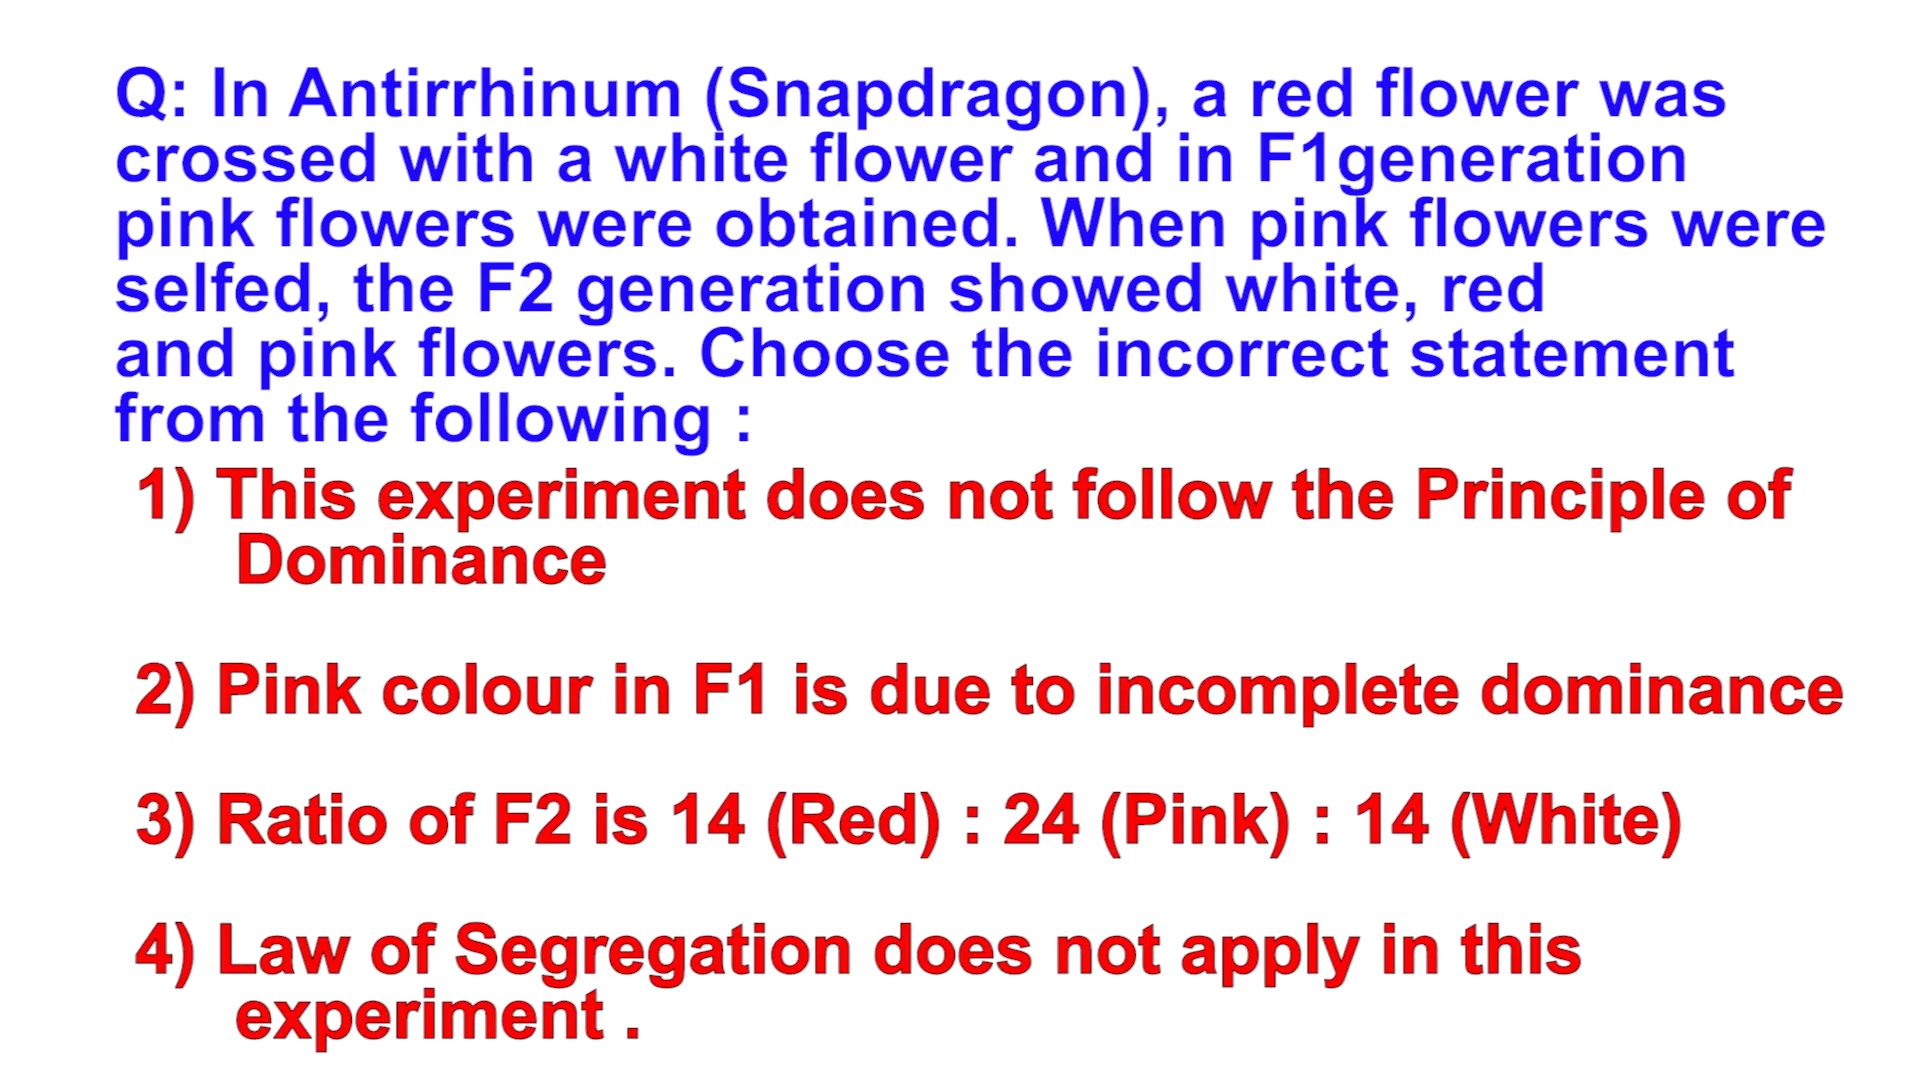 Q: In Antirrhinum (Snapdragon), a red flower was
crossed with a white flower and in F1generation
pink flowers were obtained. When pink flowers were
selfed, the F2 generation showed white, red
and pink flowers. Choose the incorrect statement
from the following :
1) This experiment does not follow the Principle of
Dominance
2) Pink colour in F1 is due to incomplete dominance
3) Ratio of F2 is 14 (Red) : 24 (Pink) : 14 (White)
4) Law of Segregation does not apply in this
experiment .